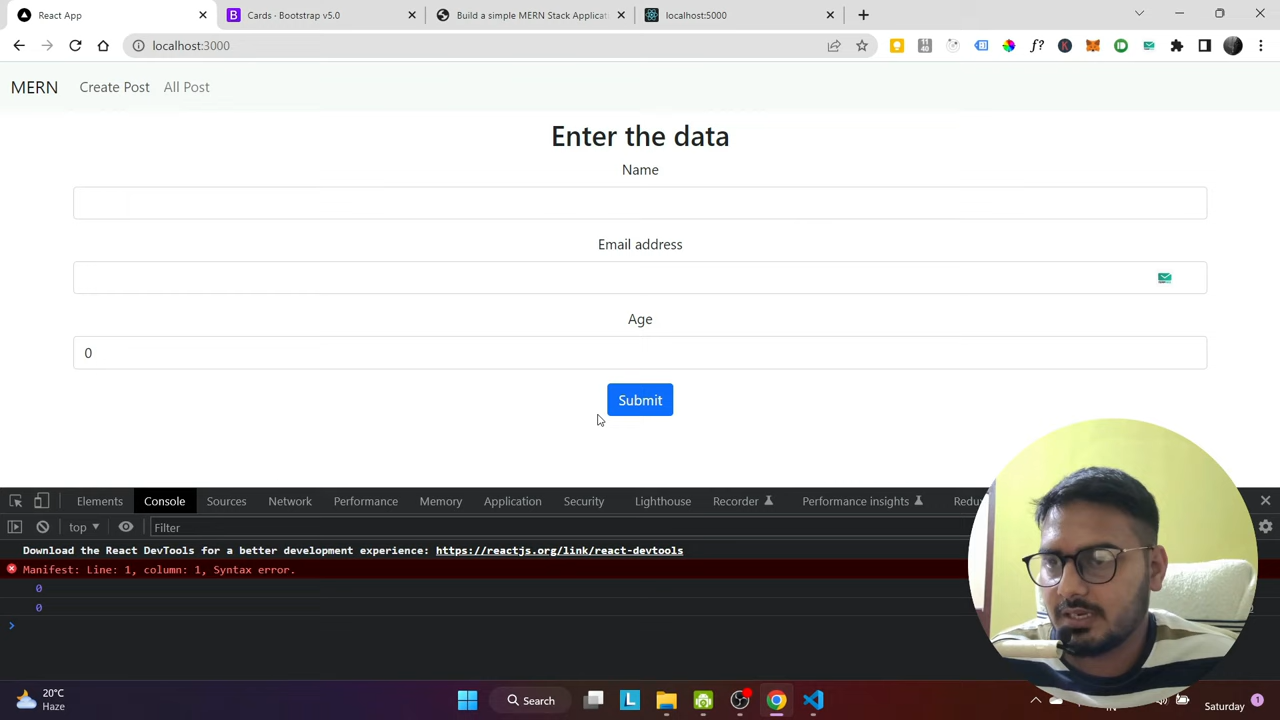 React App
Cards · Bootstrap v5.0
Build a simple MERN Stack Applicat
localhost:5000
localhost:3000
MERN
Create Post
All Post
Enter the data
Name
Email address
Age
0
Submit
Elements
Console
Sources
Network
Performance
Memory
Application
Security
Lighthouse
Recorder
Performance insights
Redu
top
Filter
Download the React DevTools for a better development experience: https://reactjs.org/link/react-devtools
Manifest: Line: 1, column: 1, Syntax error.
0
0
20°C
Haze
Search
Saturday
1